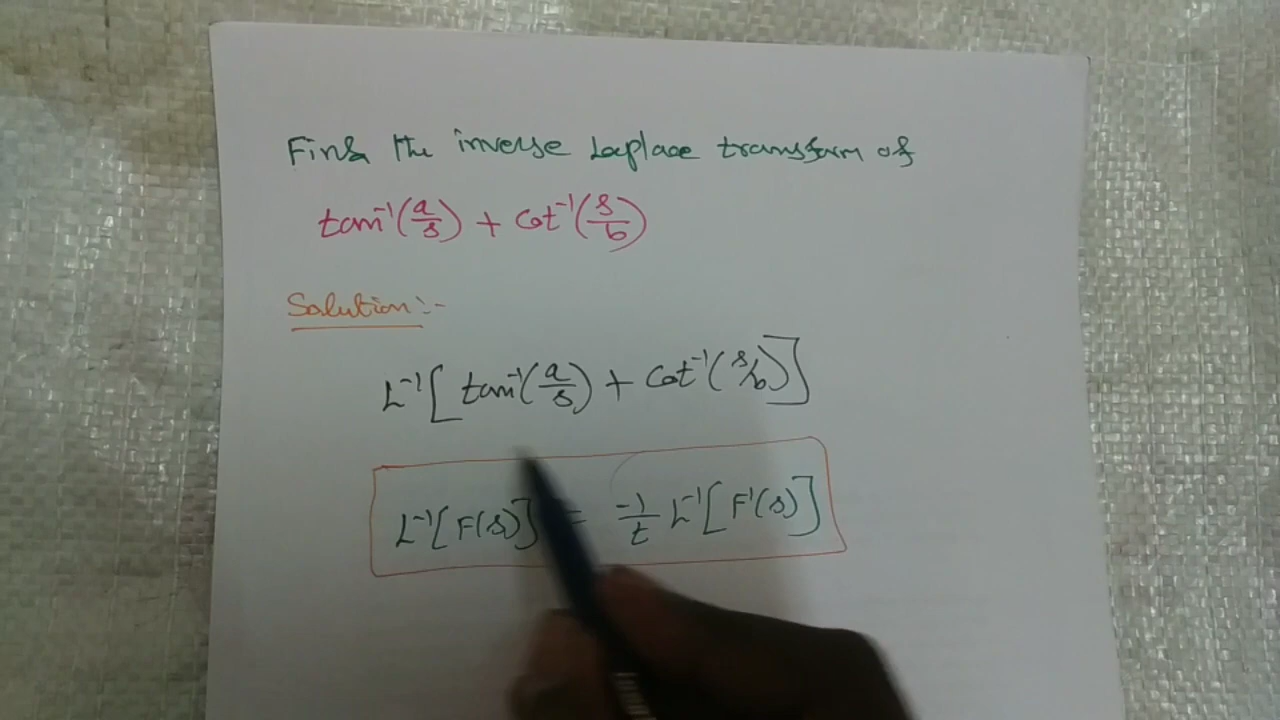 Find the inverse Laplace transform of
tan⁻¹(a/s) + cot⁻¹(s/b)
Solution:-
L⁻¹[ tan⁻¹(a/s) + cot⁻¹(s/b) ]
L⁻¹[F(s)] = -1/t L⁻¹[F'(s)]